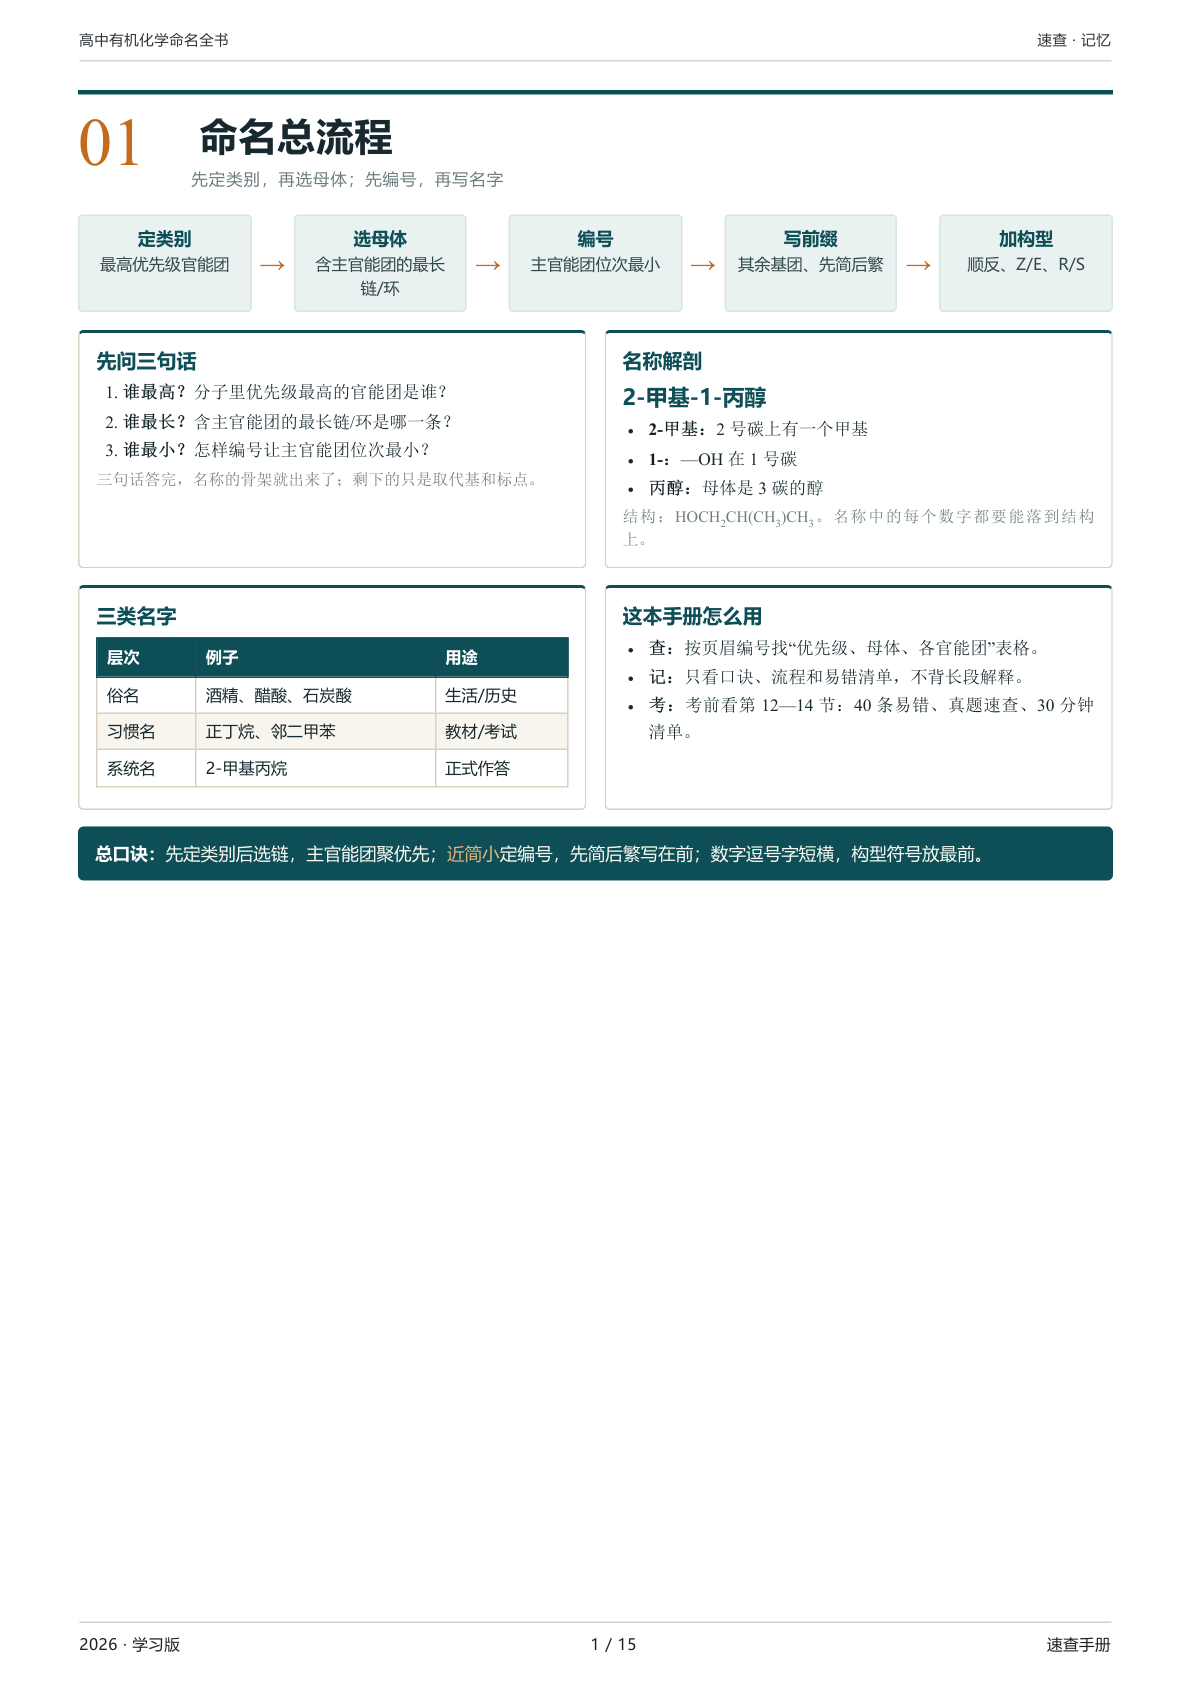 高中有机化学命名全书
速查 · 记忆
01
命名总流程
先定类别，再选母体；先编号，再写名字
定类别
最高优先级官能团
→
选母体
含主官能团的最长
链/环
→
编号
主官能团位次最小
→
写前缀
其余基团、先简后繁
→
加构型
顺反、Z/E、R/S
先问三句话
1. 谁最高？分子里优先级最高的官能团是谁？
2. 谁最长？含主官能团的最长链/环是哪一条？
3. 谁最小？怎样编号让主官能团位次最小？
三句话答完，名称的骨架就出来了；剩下的只是取代基和标点。
名称解剖
2-甲基-1-丙醇
• 2-甲基：2 号碳上有一个甲基
• 1-：—OH 在 1 号碳
• 丙醇：母体是 3 碳的醇
结构：HOCH₂CH(CH₃)CH₃。名称中的每个数字都要能落到结构
上。
三类名字
层次 例子 用途
俗名 酒精、醋酸、石炭酸 生活/历史
习惯名 正丁烷、邻二甲苯 教材/考试
系统名 2-甲基丙烷 正式作答
这本手册怎么用
• 查：按页眉编号找“优先级、母体、各官能团”表格。
• 记：只看口诀、流程和易错清单，不背长段解释。
• 考：考前看第 12—14 节：40 条易错、真题速查、30 分钟
清单。
总口诀：先定类别后选链，主官能团聚优先；近简小定编号，先简后繁写在前；数字逗号字短横，构型符号放最前。
2026 · 学习版
1 / 15
速查手册